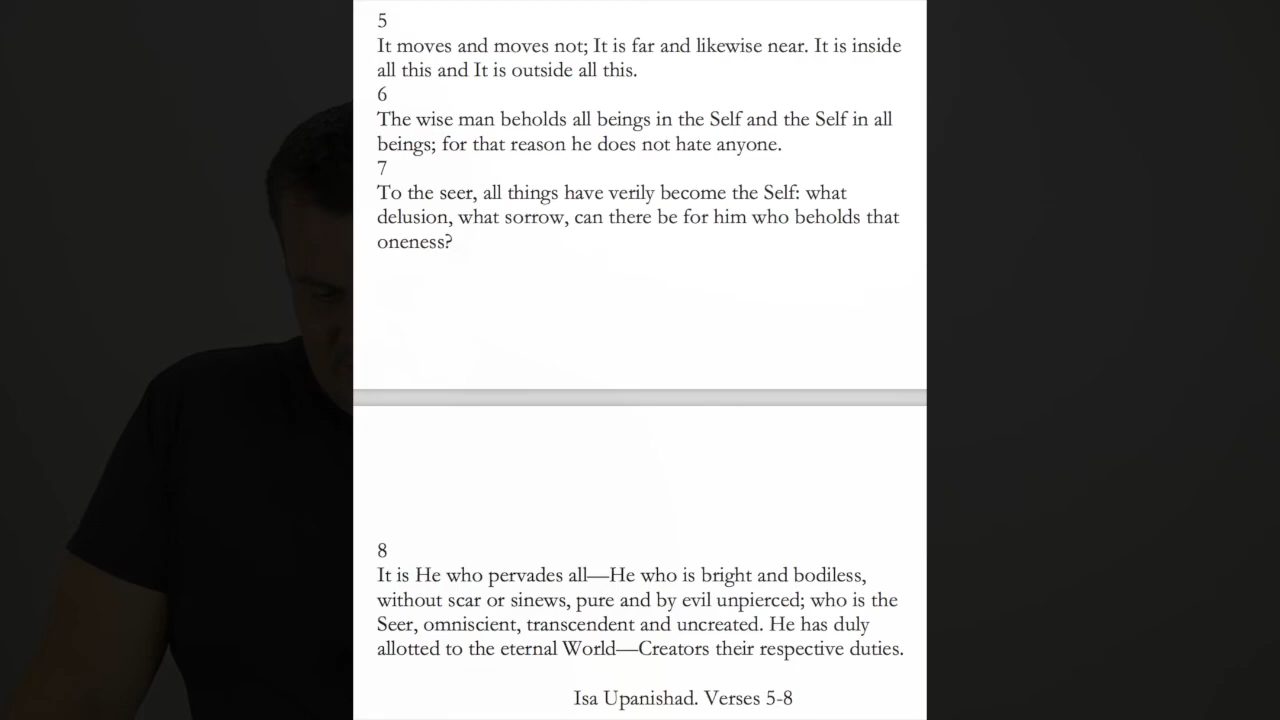 5
It moves and moves not; It is far and likewise near. It is inside
all this and It is outside all this.
6
The wise man beholds all beings in the Self and the Self in all
beings; for that reason he does not hate anyone.
7
To the seer, all things have verily become the Self: what
delusion, what sorrow, can there be for him who beholds that
oneness?
8
It is He who pervades all—He who is bright and bodiless,
without scar or sinews, pure and by evil unpierced; who is the
Seer, omniscient, transcendent and uncreated. He has duly
allotted to the eternal World—Creators their respective duties.
Isa Upanishad. Verses 5-8